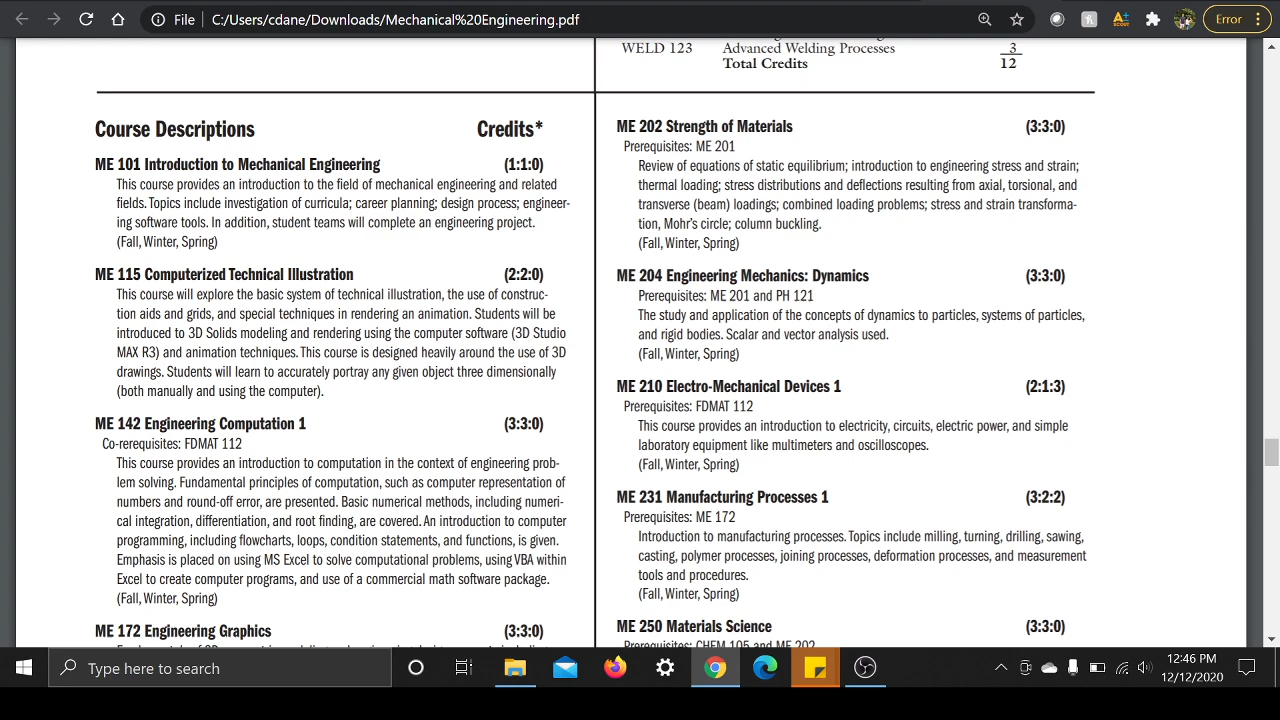 File
C:/Users/cdane/Downloads/Mechanical%20Engineering.pdf
Error
WELD 123 Advanced Welding Processes 3
Total Credits 12
Course Descriptions Credits*
ME 101 Introduction to Mechanical Engineering (1:1:0)
This course provides an introduction to the field of mechanical engineering and related
fields. Topics include investigation of curricula; career planning; design process; engineer-
ing software tools. In addition, student teams will complete an engineering project.
(Fall, Winter, Spring)
ME 115 Computerized Technical Illustration (2:2:0)
This course will explore the basic system of technical illustration, the use of construc-
tion aids and grids, and special techniques in rendering an animation. Students will be
introduced to 3D Solids modeling and rendering using the computer software (3D Studio
MAX R3) and animation techniques. This course is designed heavily around the use of 3D
drawings. Students will learn to accurately portray any given object three dimensionally
(both manually and using the computer).
ME 142 Engineering Computation 1 (3:3:0)
Co-rerequisites: FDMAT 112
This course provides an introduction to computation in the context of engineering prob-
lem solving. Fundamental principles of computation, such as computer representation of
numbers and round-off error, are presented. Basic numerical methods, including numeri-
cal integration, differentiation, and root finding, are covered. An introduction to computer
programming, including flowcharts, loops, condition statements, and functions, is given.
Emphasis is placed on using MS Excel to solve computational problems, using VBA within
Excel to create computer programs, and use of a commercial math software package.
(Fall, Winter, Spring)
ME 172 Engineering Graphics (3:3:0)
ME 202 Strength of Materials (3:3:0)
Prerequisites: ME 201
Review of equations of static equilibrium; introduction to engineering stress and strain;
thermal loading; stress distributions and deflections resulting from axial, torsional, and
transverse (beam) loadings; combined loading problems; stress and strain transforma-
tion, Mohr's circle; column buckling.
(Fall, Winter, Spring)
ME 204 Engineering Mechanics: Dynamics (3:3:0)
Prerequisites: ME 201 and PH 121
The study and application of the concepts of dynamics to particles, systems of particles,
and rigid bodies. Scalar and vector analysis used.
(Fall, Winter, Spring)
ME 210 Electro-Mechanical Devices 1 (2:1:3)
Prerequisites: FDMAT 112
This course provides an introduction to electricity, circuits, electric power, and simple
laboratory equipment like multimeters and oscilloscopes.
(Fall, Winter, Spring)
ME 231 Manufacturing Processes 1 (3:2:2)
Prerequisites: ME 172
Introduction to manufacturing processes. Topics include milling, turning, drilling, sawing,
casting, polymer processes, joining processes, deformation processes, and measurement
tools and procedures.
(Fall, Winter, Spring)
ME 250 Materials Science (3:3:0)
Prerequisites: CHEM 105 and ME 202
Type here to search
12:46 PM
12/12/2020